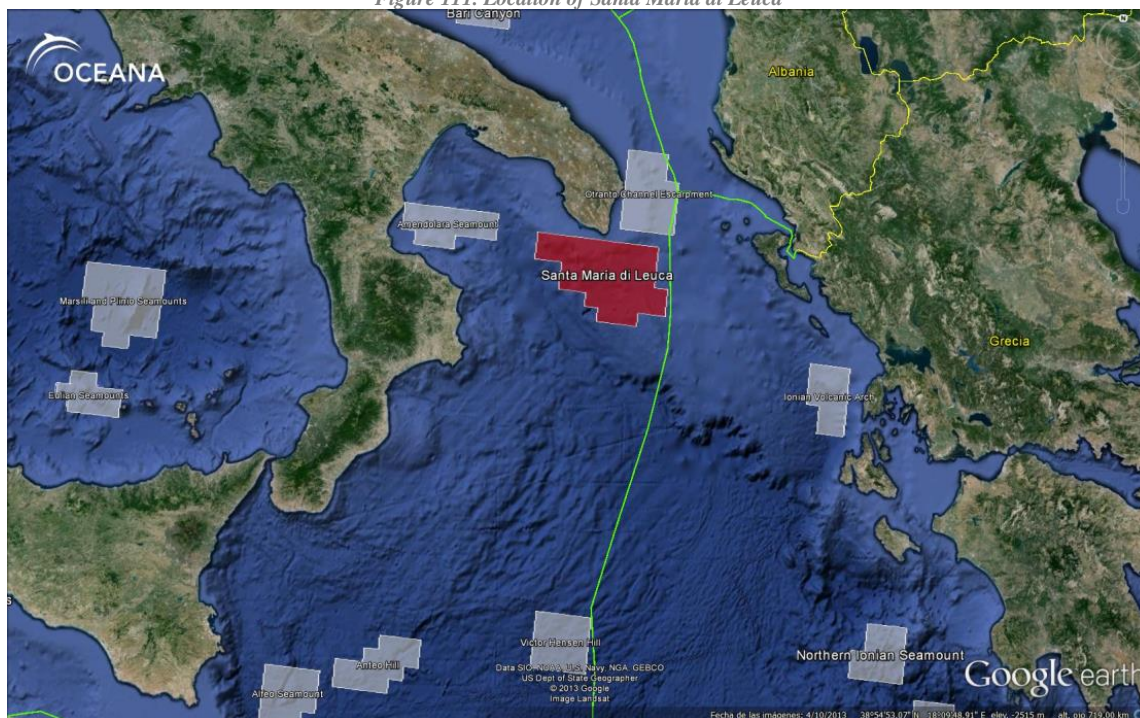 Figure 111. Location of Santa Maria di Leuca
Bari Canyon
OCEANA
Albania
Otranto Channel Escarpment
Amendolara Seamount
Santa Maria di Leuca
Marsili and Plinio Seamounts
Grecia
Eolian Seamounts
Ionian Volcanic Arch
Victor Hensen Hill
Northern Ionian Seamount
Anteo Hill
Alfeo Seamount
Data SIO, NOAA, U.S. Navy, NGA, GEBCO
US Dept of State Geographer
© 2013 Google
Image Landsat
Google earth
Fecha de las imágenes: 4/10/2013 38°54'53.07" N 18°09'48.91" E elev. -2515 m alt. ojo 719.00 km